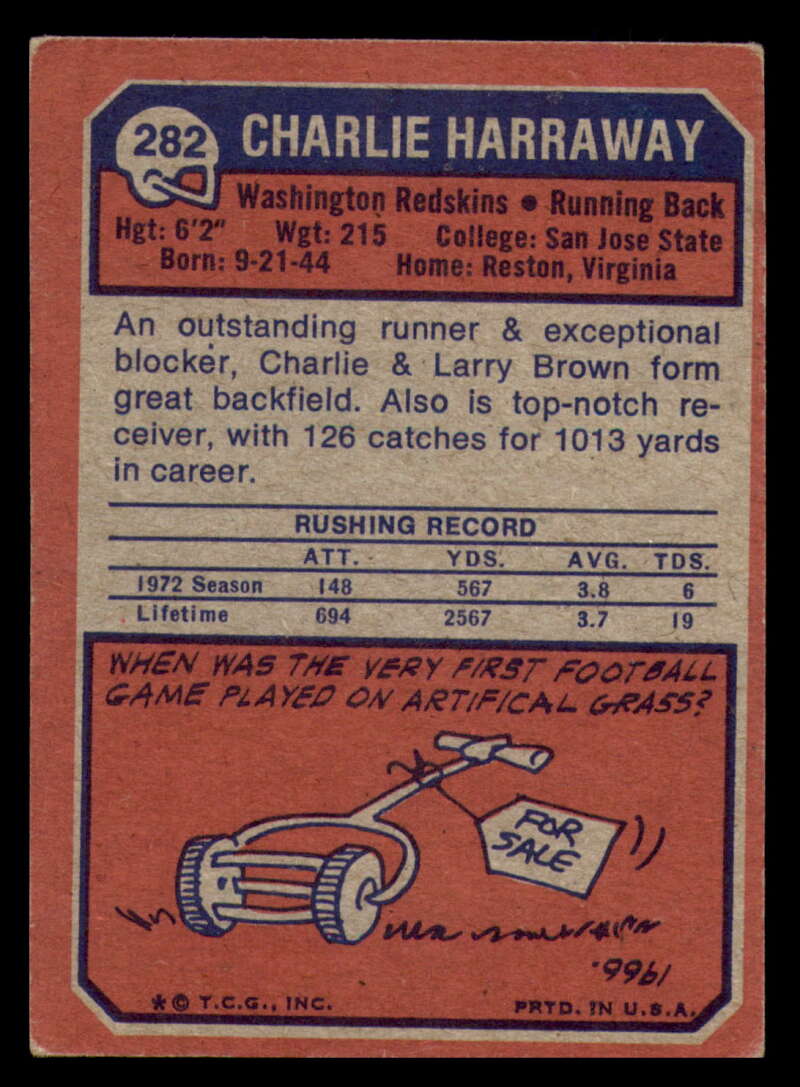 282 CHARLIE HARRAWAY
Washington Redskins • Running Back
Hgt: 6'2" Wgt: 215 College: San Jose State
Born: 9-21-44 Home: Reston, Virginia
An outstanding runner & exceptional
blocker, Charlie & Larry Brown form
great backfield. Also is top-notch re-
ceiver, with 126 catches for 1013 yards
in career.
RUSHING RECORD
ATT. YDS. AVG. TDS.
1972 Season 148 567 3.8 6
Lifetime 694 2567 3.7 19
WHEN WAS THE VERY FIRST FOOTBALL
GAME PLAYED ON ARTIFICAL GRASS?
FOR
SALE
1966.
*© T.C.G., INC. PRTD. IN U.S.A.